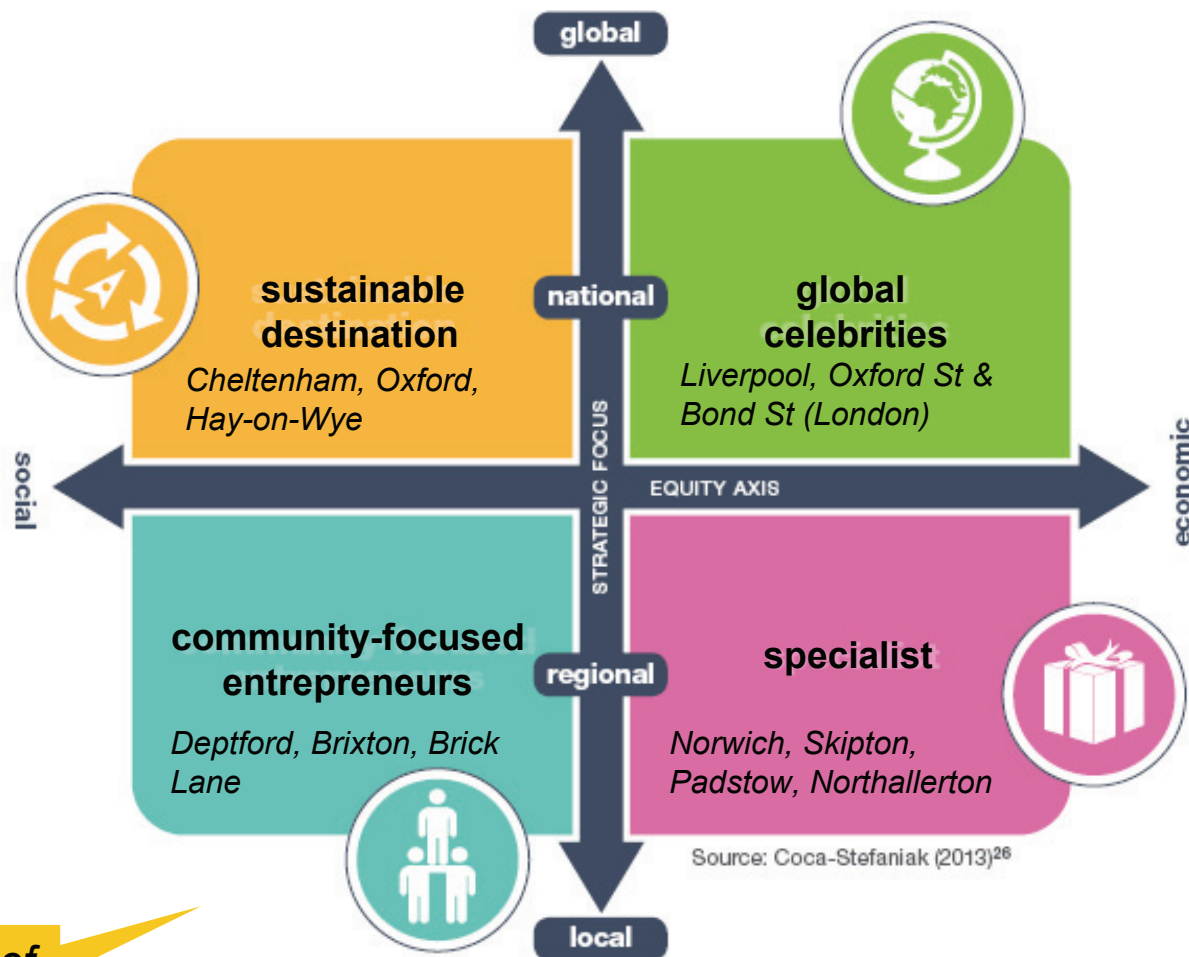 global
sustainable
destination
Cheltenham, Oxford,
Hay-on-Wye
national
global
celebrities
Liverpool, Oxford St &
Bond St (London)
social
STRATEGIC FOCUS
EQUITY AXIS
economic
community-focused
entrepreneurs
Deptford, Brixton, Brick
Lane
regional
specialist
Norwich, Skipton,
Padstow, Northallerton
Source: Coca-Stefaniak (2013)26
local
of